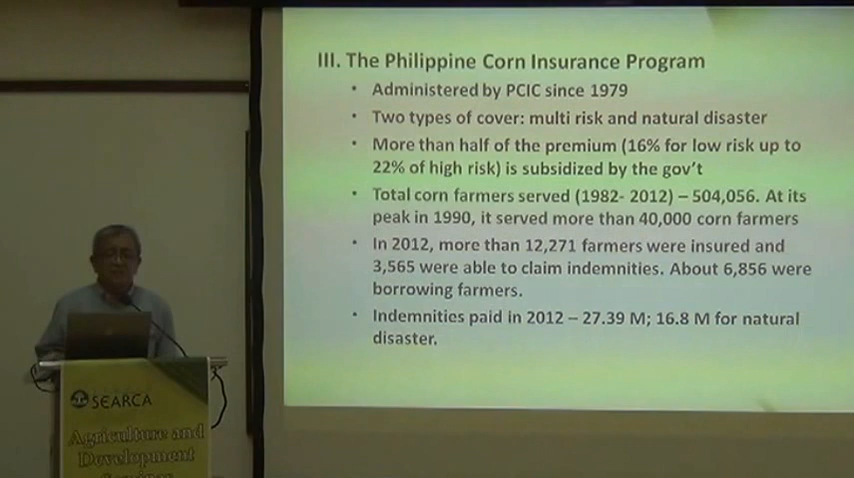 III. The Philippine Corn Insurance Program
• Administered by PCIC since 1979
• Two types of cover: multi risk and natural disaster
• More than half of the premium (16% for low risk up to
22% of high risk) is subsidized by the gov't
• Total corn farmers served (1982- 2012) – 504,056. At its
peak in 1990, it served more than 40,000 corn farmers
• In 2012, more than 12,271 farmers were insured and
3,565 were able to claim indemnities. About 6,856 were
borrowing farmers.
• Indemnities paid in 2012 – 27.39 M; 16.8 M for natural
disaster.
SEARCA
Agriculture and
Development